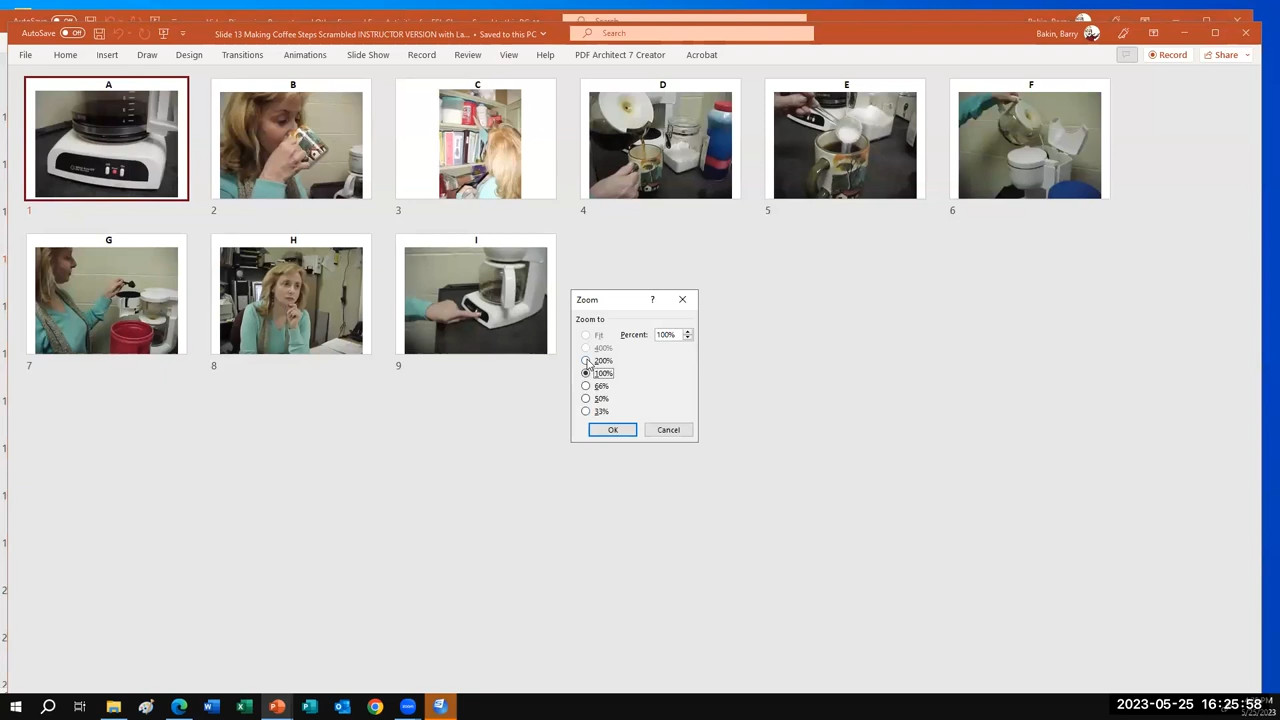 AutoSave Off Slide 13 Making Coffee Steps Scrambled INSTRUCTOR VERSION with La... • Saved to this PC Search Bakin, Barry
File Home Insert Draw Design Transitions Animations Slide Show Record Review View Help PDF Architect 7 Creator Acrobat Record Share
A B C D E F
1 2 3 4 5 6
G H I
7 8 9
Zoom ?
Zoom to
Fit Percent: 100%
400%
200%
100%
66%
50%
33%
OK Cancel
2023-05-25 16:25:58